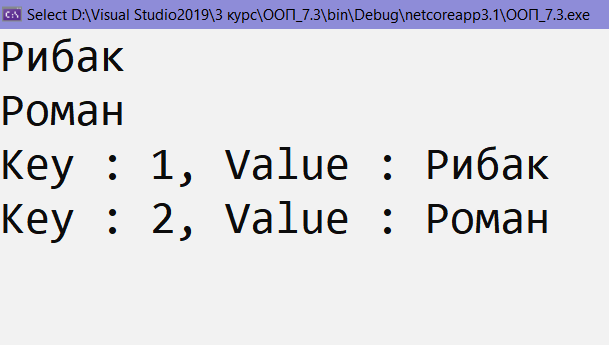 Select D:\Visual Studio2019\3 курс\ООП_7.3\bin\Debug\netcoreapp3.1\ООП_7.3.exe
Рибак
Роман
Key : 1, Value : Рибак
Key : 2, Value : Роман